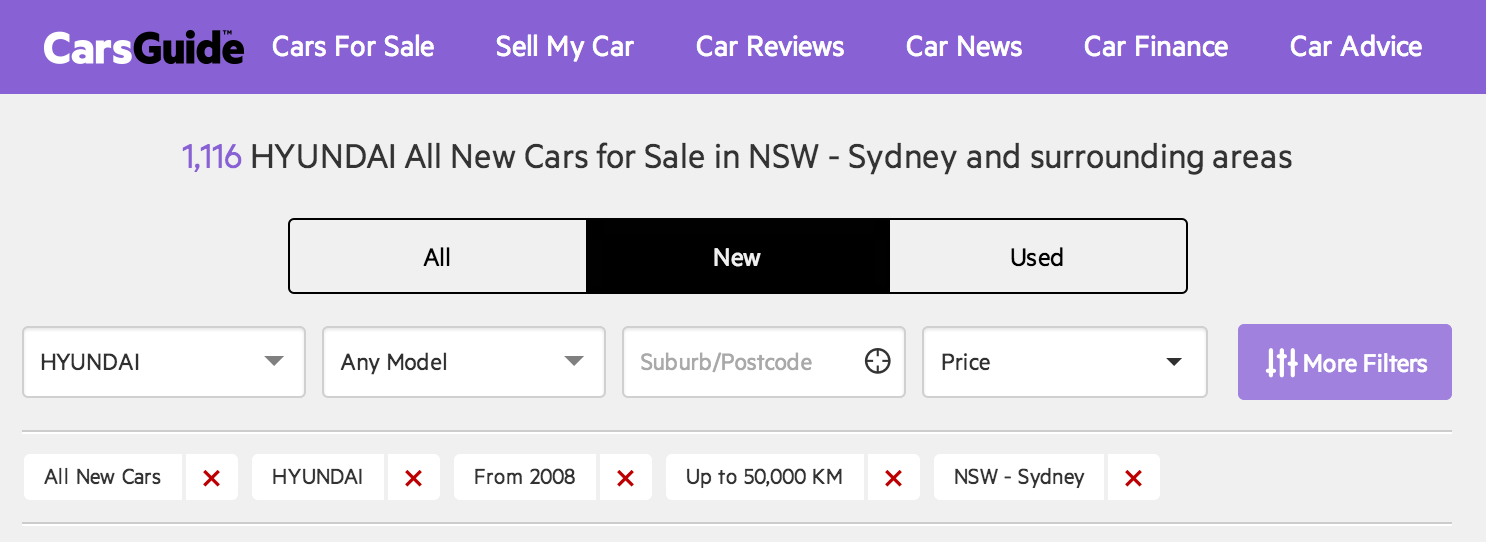 CarsGuide™ Cars For Sale Sell My Car Car Reviews Car News Car Finance Car Advice
1,116 HYUNDAI All New Cars for Sale in NSW - Sydney and surrounding areas
All New Used
HYUNDAI Any Model Suburb/Postcode Price More Filters
All New Cars HYUNDAI From 2008 Up to 50,000 KM NSW - Sydney